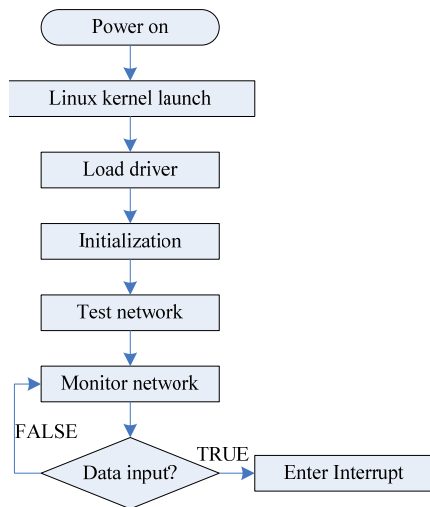 Power on
Linux kernel launch
Load driver
Initialization
Test network
Monitor network
FALSE
Data input?
TRUE
Enter Interrupt